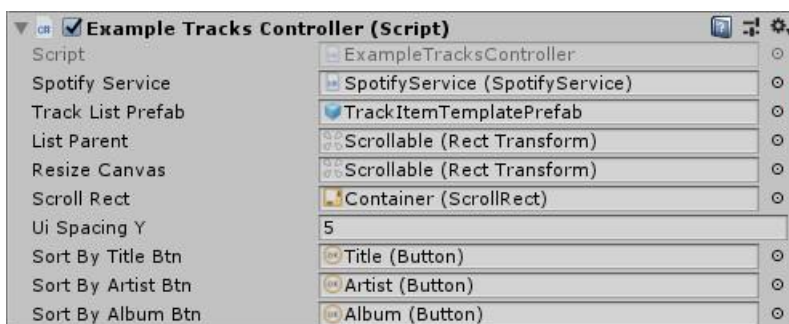 Example Tracks Controller (Script)
Script ExampleTracksController
Spotify Service SpotifyService (SpotifyService)
Track List Prefab TrackItemTemplatePrefab
List Parent Scrollable (Rect Transform)
Resize Canvas Scrollable (Rect Transform)
Scroll Rect Container (ScrollRect)
Ui Spacing Y 5
Sort By Title Btn Title (Button)
Sort By Artist Btn Artist (Button)
Sort By Album Btn Album (Button)